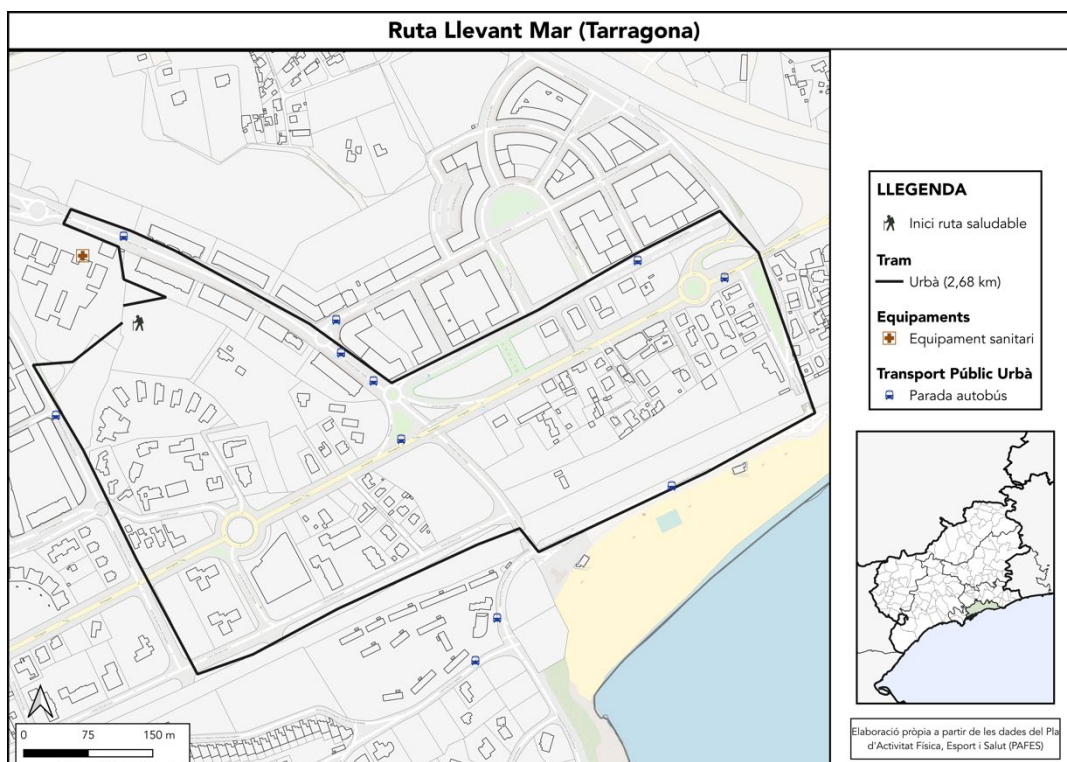 Ruta Llevant Mar (Tarragona)
LLEGENDA
Inici ruta saludable
Tram
Urbà (2,68 km)
Equipaments
Equipament sanitari
Transport Públic Urbà
Parada autobús
0 75 150 m
Elaboració pròpia a partir de les dades del Pla
d'Activitat Física, Esport i Salut (PAFES)